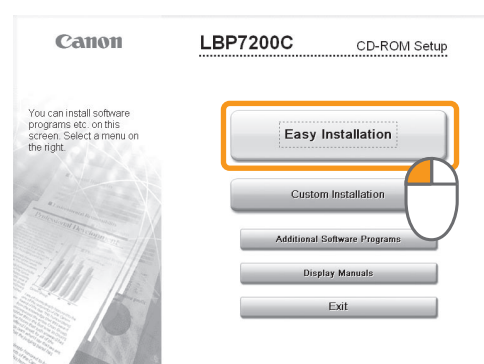 Canon
LBP7200C
CD-ROM Setup
You can install software
programs etc. on this
screen. Select a menu on
the right.
Easy Installation
Custom Installation
Additional Software Programs
Display Manuals
Exit